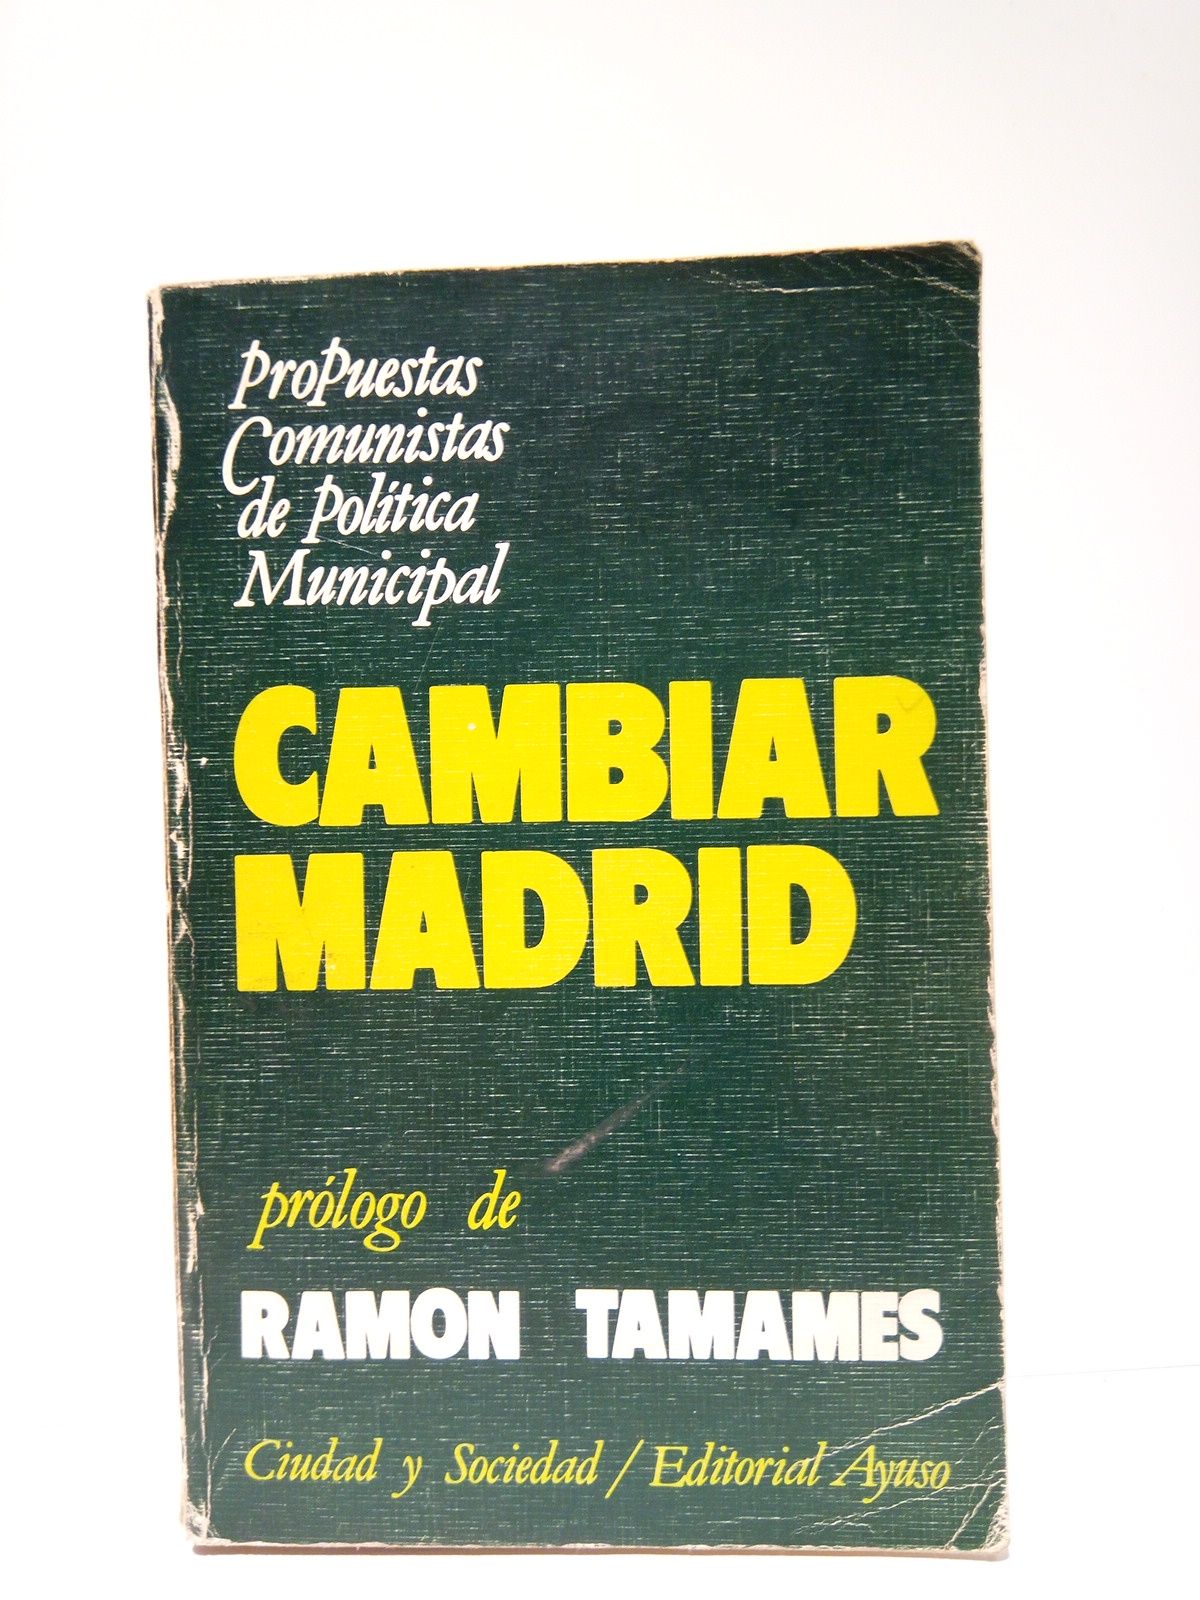 Propuestas
Comunistas
de Política
Municipal
CAMBIAR
MADRID
prólogo de
RAMON TAMAMES
Ciudad y Sociedad / Editorial Ayuso